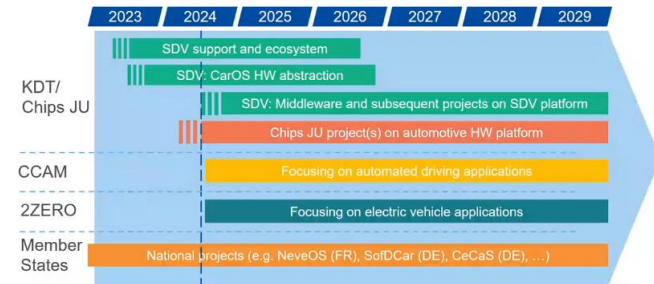 2023 2024 2025 2026 2027 2028 2029
SDV support and ecosystem
SDV: CarOS HW abstraction
KDT/
Chips JU
SDV: Middleware and subsequent projects on SDV platform
Chips JU project(s) on automotive HW platform
CCAM
Focusing on automated driving applications
2ZERO
Focusing on electric vehicle applications
Member
States
National projects (e.g. NeveOS (FR), SofDCar (DE), CeCaS (DE), …)